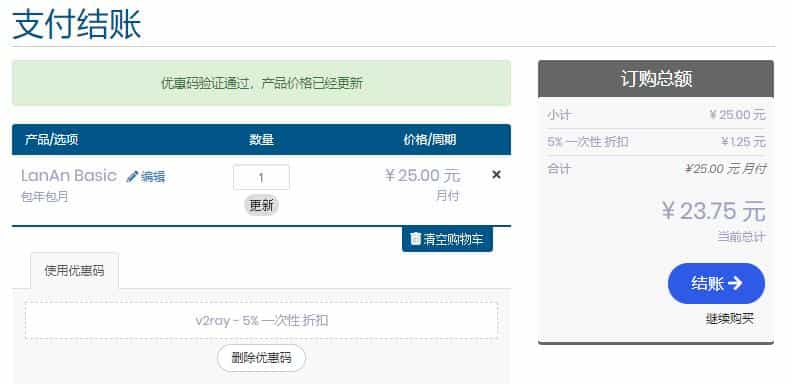 支付结账
优惠码验证通过，产品价格已经更新
产品/选项 数量 价格/周期
LanAn Basic 编辑 1 ¥ 25.00 元
包年包月 更新 月付
清空购物车
使用优惠码
v2ray - 5% 一次性 折扣
删除优惠码
订购总额
小计 ¥ 25.00 元
5% 一次性 折扣 ¥ 1.25 元
合计 ¥25.00 元 月付
¥ 23.75 元
当前总计
结账
继续购买